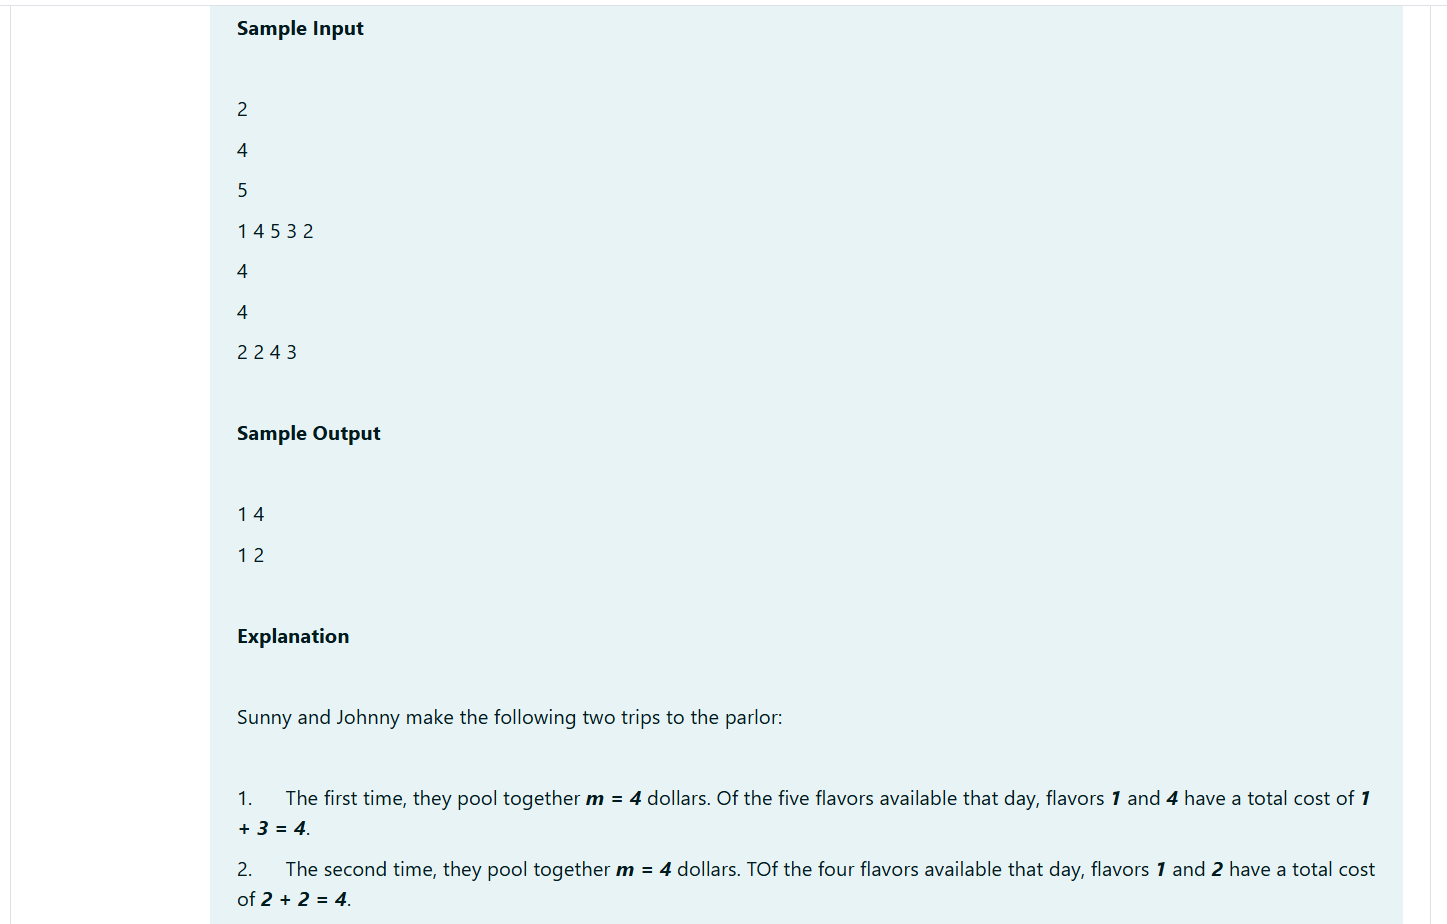 Sample Input
2
4
5
1 4 5 3 2
4
4
2 2 4 3
Sample Output
1 4
1 2
Explanation
Sunny and Johnny make the following two trips to the parlor:
1. The first time, they pool together m = 4 dollars. Of the five flavors available that day, flavors 1 and 4 have a total cost of 1
+ 3 = 4.
2. The second time, they pool together m = 4 dollars. TOf the four flavors available that day, flavors 1 and 2 have a total cost
of 2 + 2 = 4.